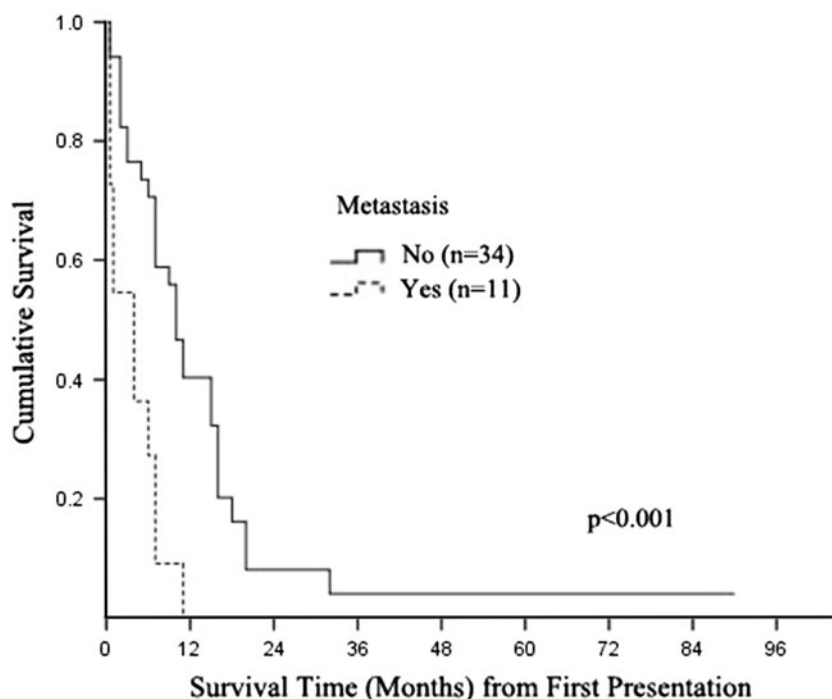 1.0
0.8
0.6
0.4
0.2
Cumulative Survival
Metastasis
No (n=34)
Yes (n=11)
p<0.001
0 12 24 36 48 60 72 84 96
Survival Time (Months) from First Presentation